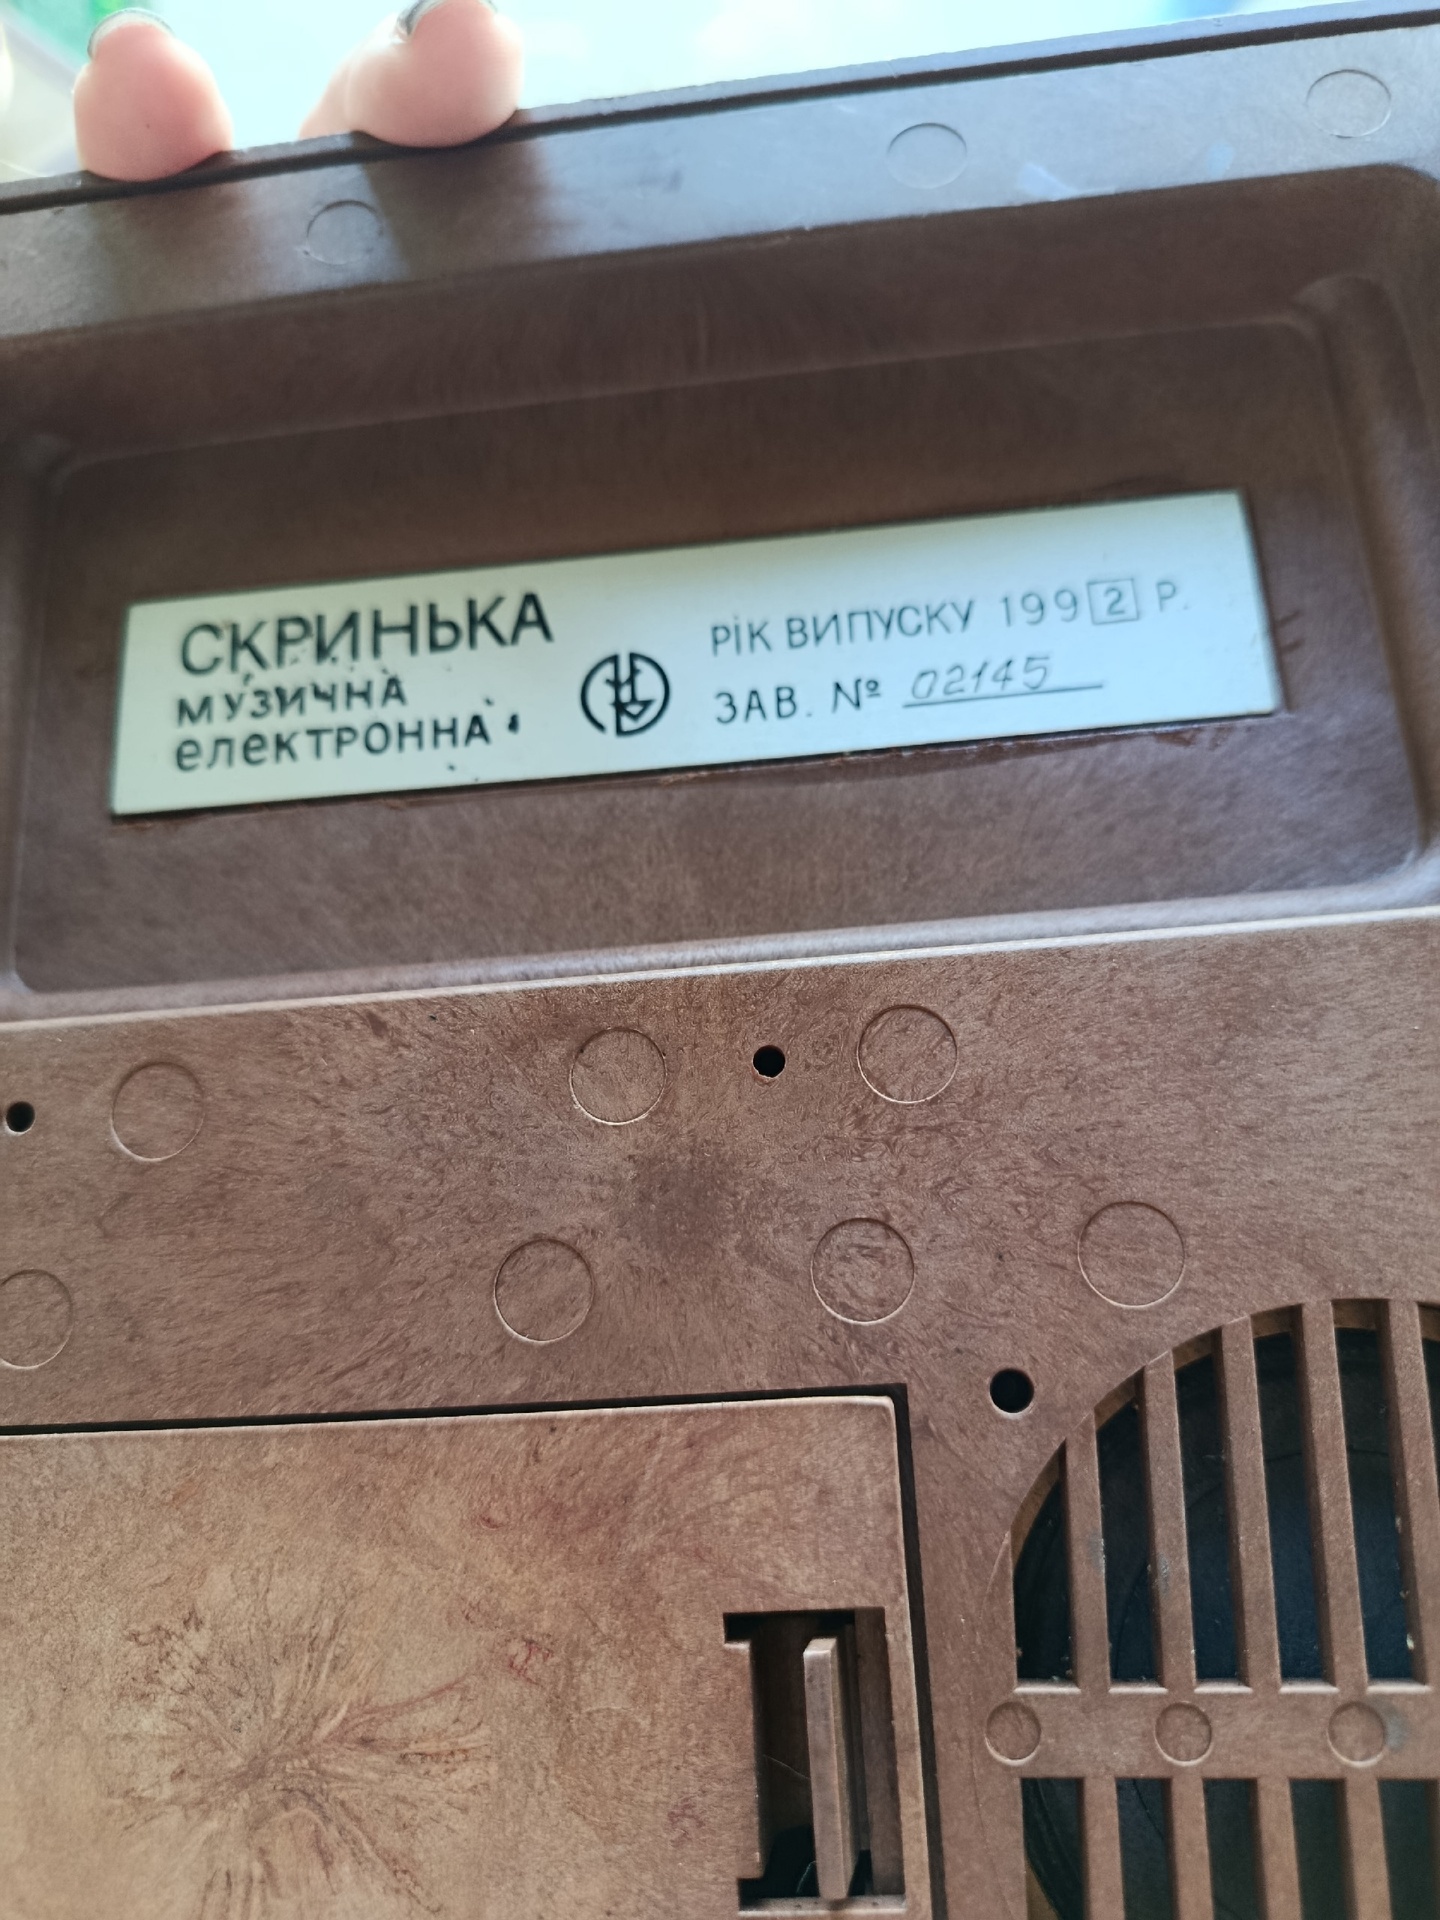 СКРИНЬКА
МУЗИЧНА
еЛеКТРОННА
РіК ВИПУСКУ 1992 Р.
ЗАВ. № 02145